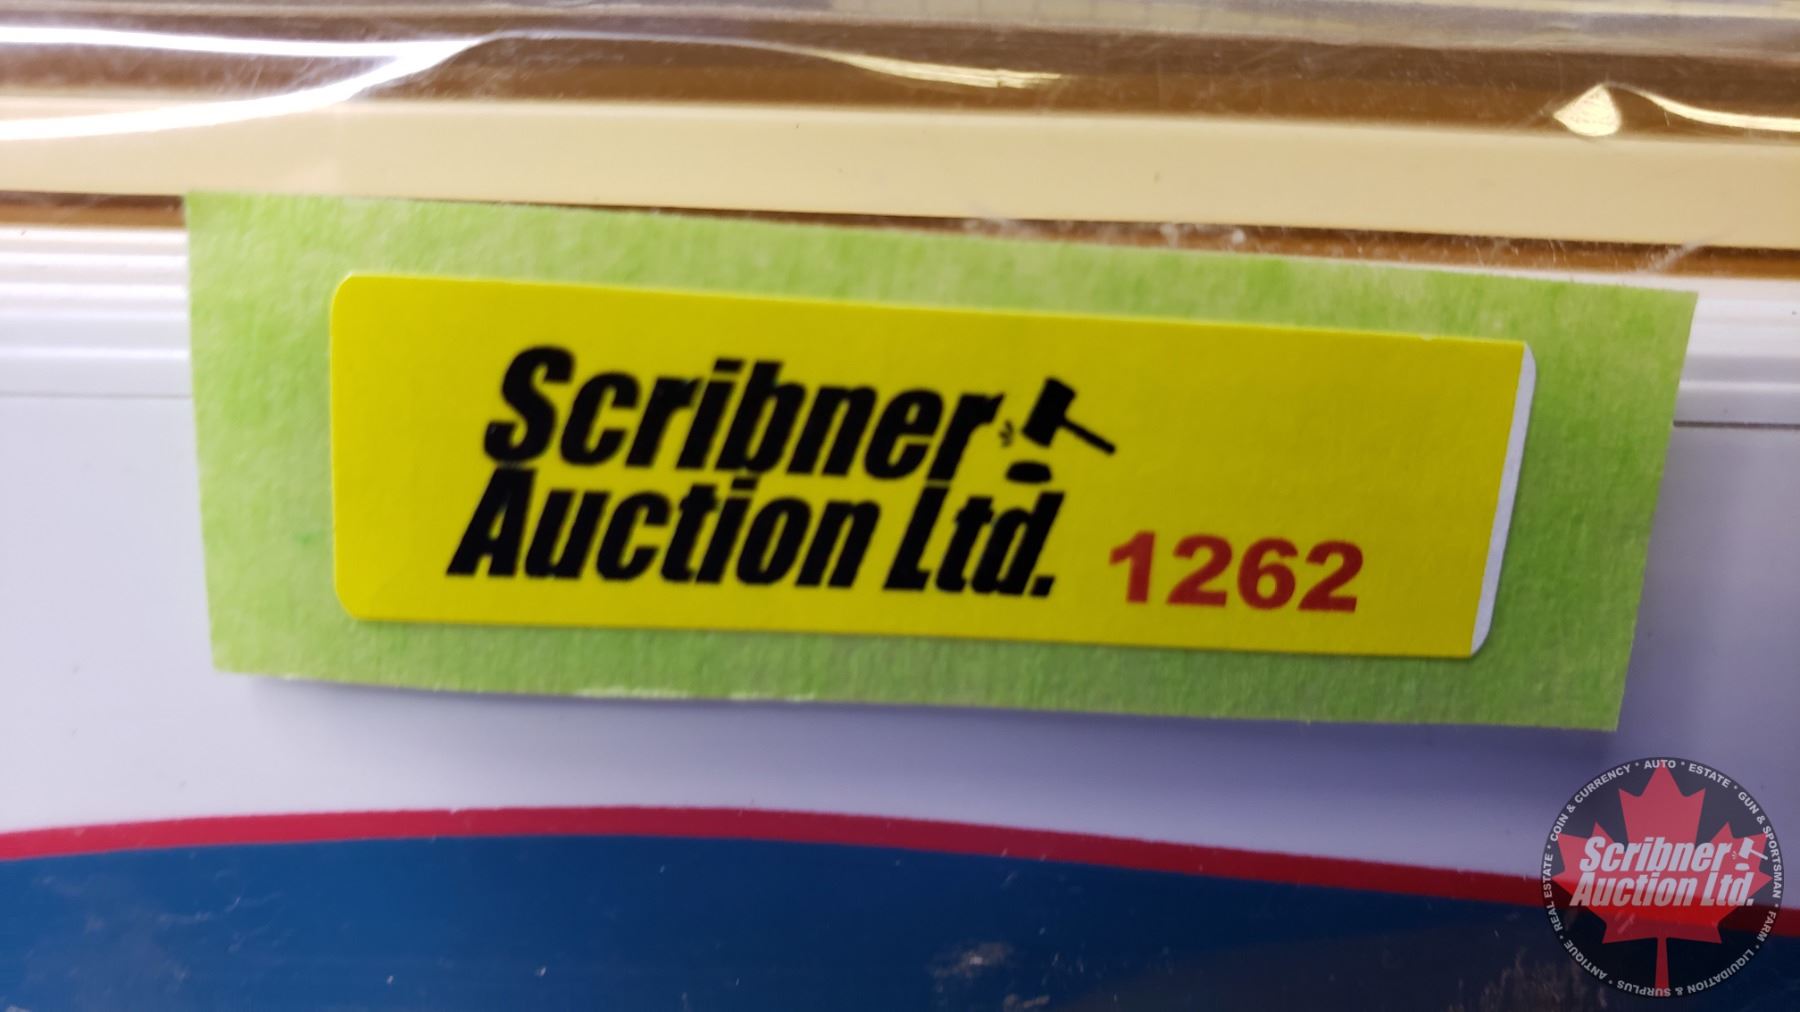 Scribner
Auction Ltd. 1262
COIN & CURRENCY * AUTO * ESTATE * GUN & SPORTSMAN * FARM * LIQUIDATION & SURPLUS * ANTIQUE * REAL ESTATE *
Scribner
Auction Ltd.